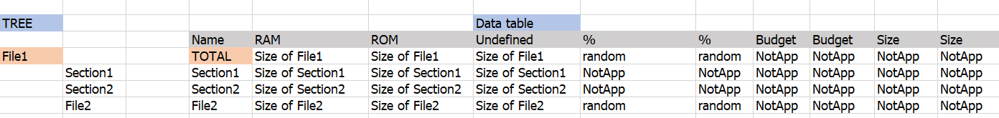 TREE Data table
Name RAM ROM Undefined % % Budget Budget Size Size
File1 TOTAL Size of File1 Size of File1 Size of File1 random random NotApp NotApp NotApp NotApp
Section1 Section1 Size of Section1 Size of Section1 Size of Section1 NotApp NotApp NotApp NotApp NotApp NotApp
Section2 Section2 Size of Section2 Size of Section2 Size of Section2 NotApp NotApp NotApp NotApp NotApp NotApp
File2 File2 Size of File2 Size of File2 Size of File2 random random NotApp NotApp NotApp NotApp